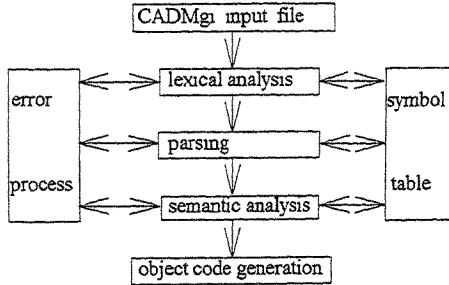 CADMgi input file
lexical analysis
error
symbol
parsing
process
table
semantic analysis
object code generation